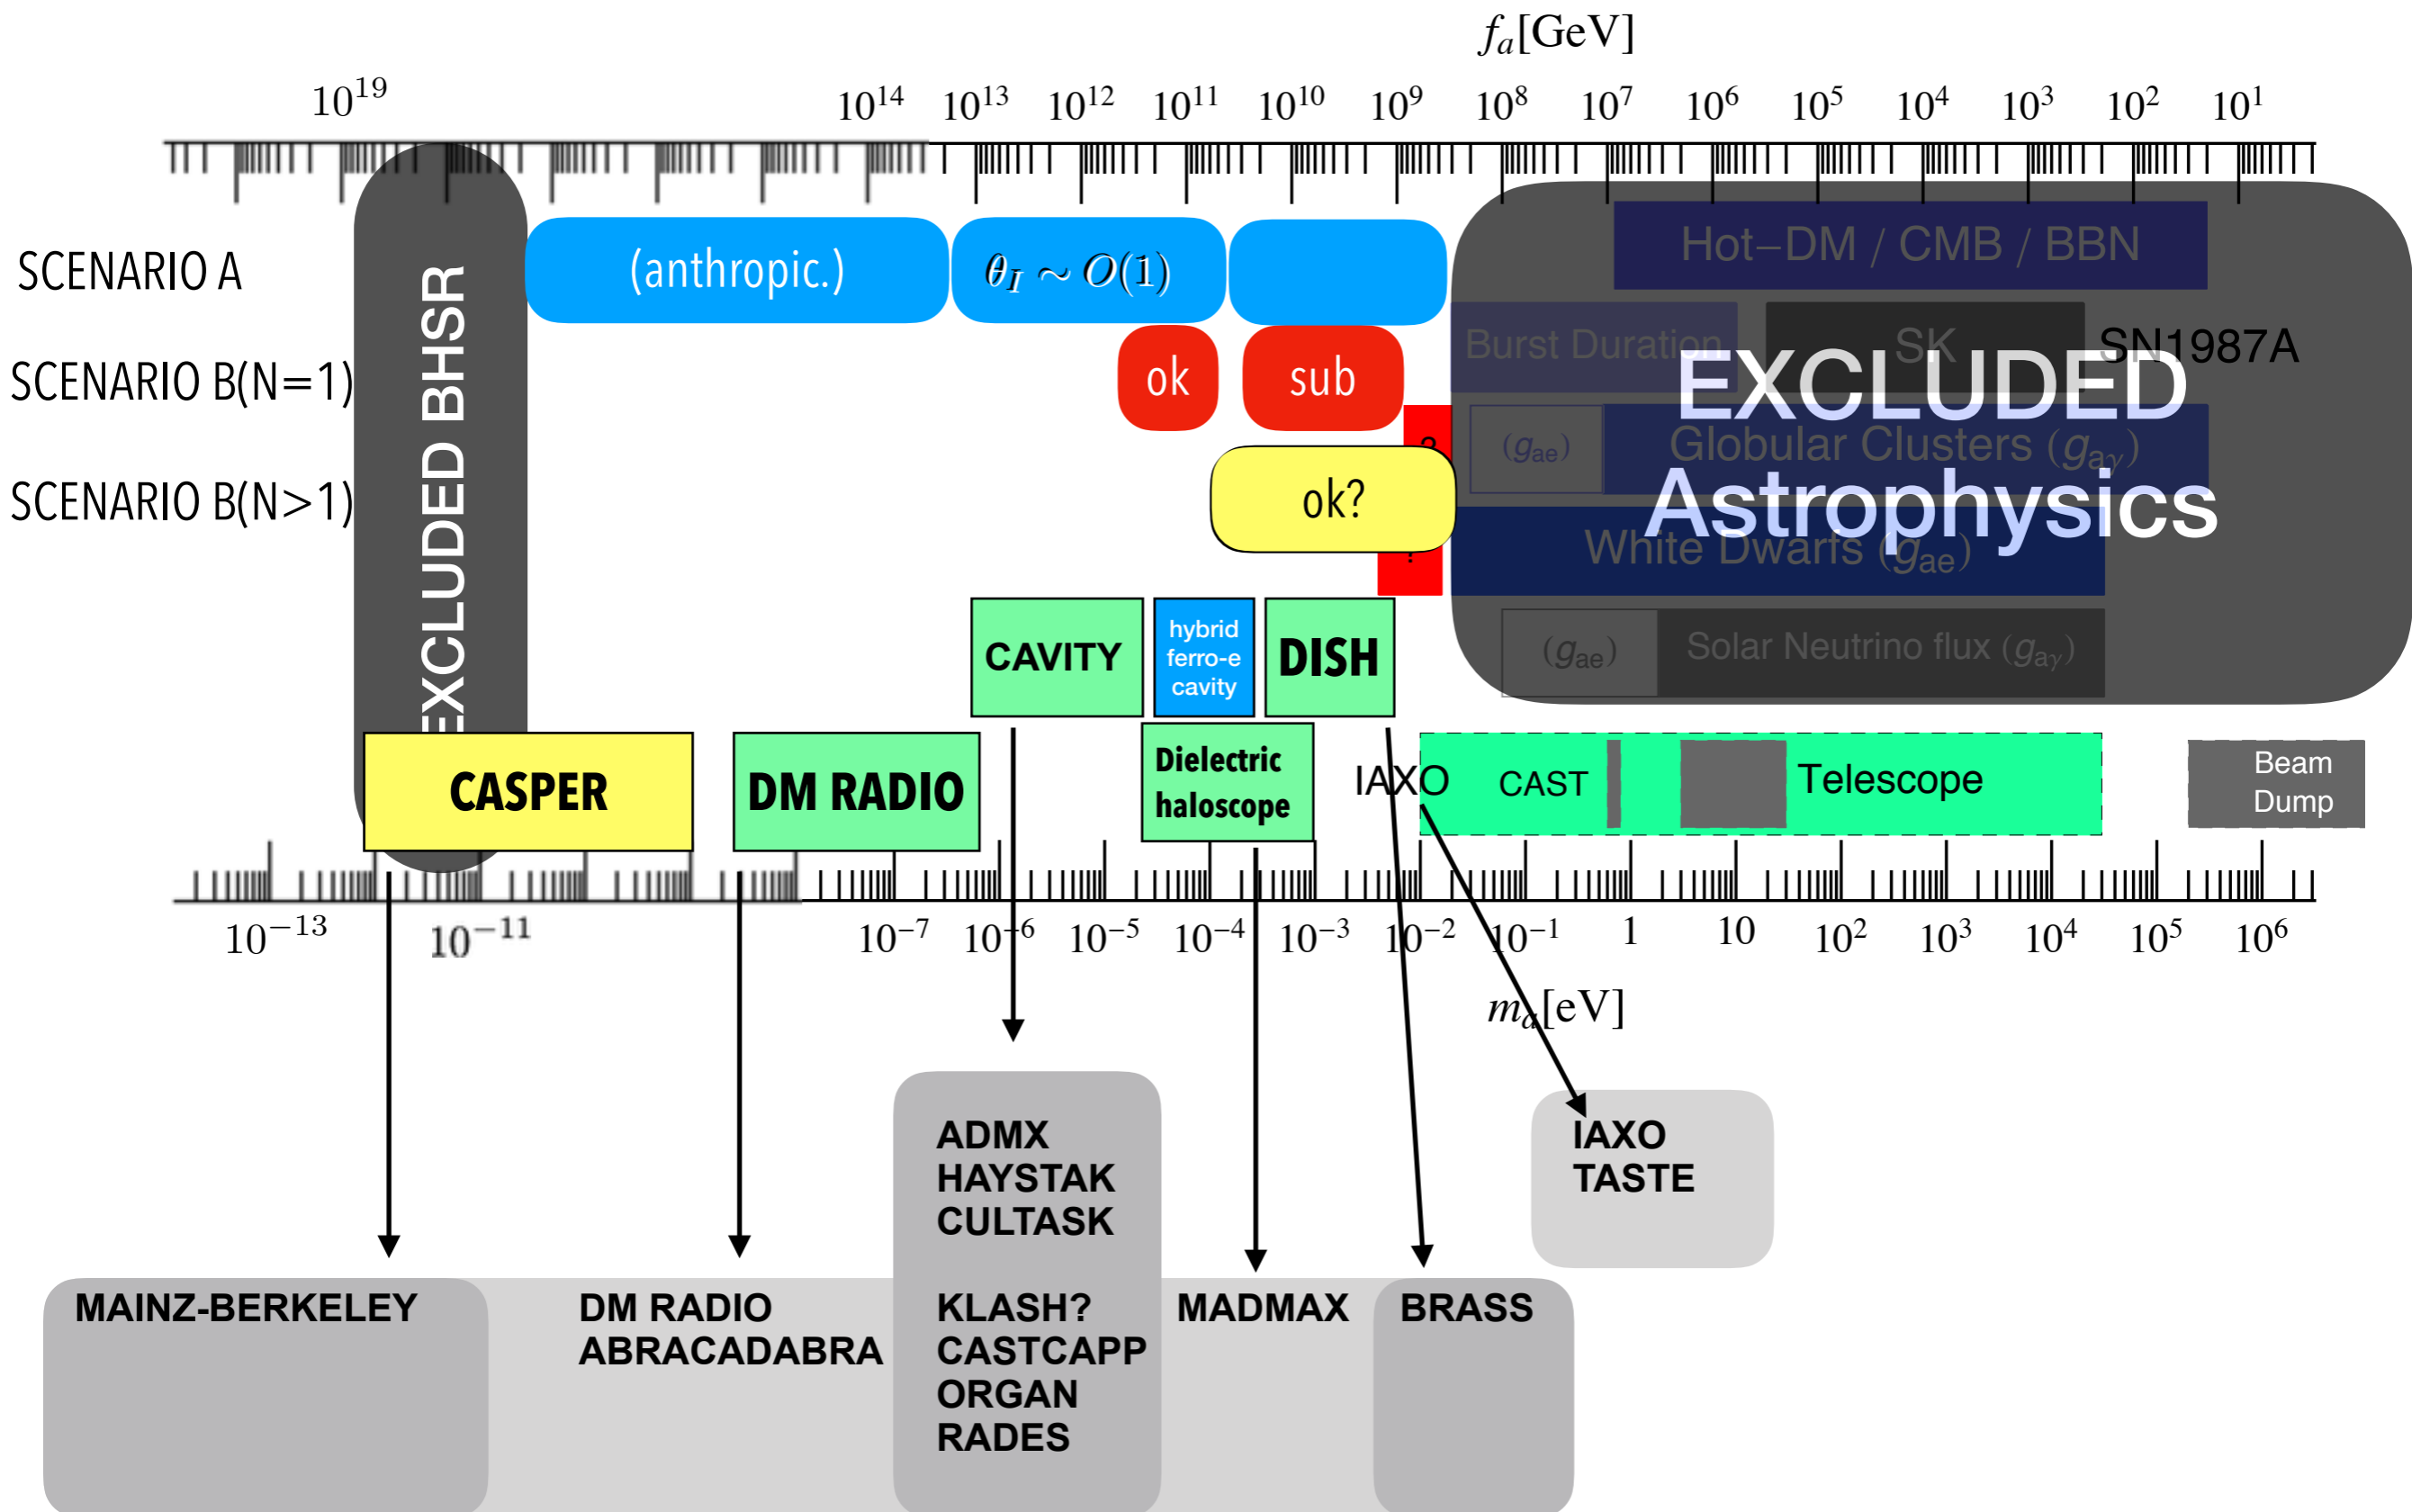 f_a[GeV]
10^19 10^14 10^13 10^12 10^11 10^10 10^9 10^8 10^7 10^6 10^5 10^4 10^3 10^2 10^1
SCENARIO A
(anthropic.)
θ_I ∼ O(1)
Hot–DM / CMB / BBN
SCENARIO B(N=1)
ok
sub
Burst Duration
SK
SN1987A
EXCLUDED
Astrophysics
(g_ae)
Globular Clusters (g_aγ)
SCENARIO B(N>1)
ok?
White Dwarfs (g_ae)
EXCLUDED BHSR
CAVITY
hybrid
ferro-e
cavity
DISH
(g_ae)
Solar Neutrino flux (g_aγ)
CASPER
DM RADIO
Dielectric
haloscope
IAXO
CAST
Telescope
Beam
Dump
10^−13 10^−11 10^−7 10^−6 10^−5 10^−4 10^−3 10^−2 10^−1 1 10 10^2 10^3 10^4 10^5 10^6
m_a[eV]
ADMX
HAYSTAK
CULTASK
KLASH?
CASTCAPP
ORGAN
RADES
IAXO
TASTE
MAINZ-BERKELEY
DM RADIO
ABRACADABRA
MADMAX
BRASS